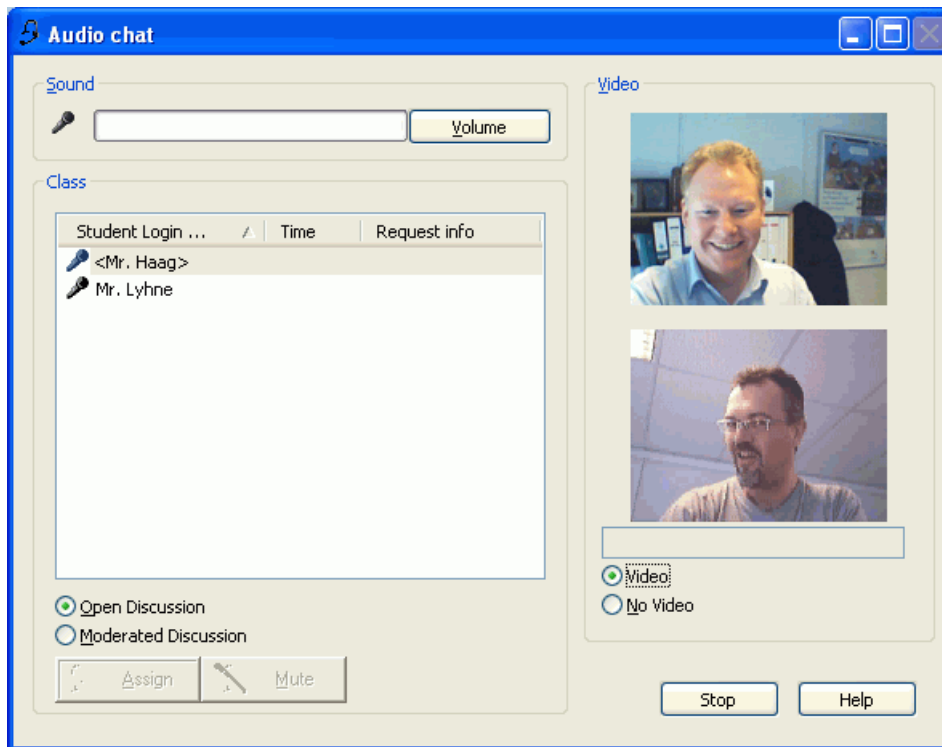 Audio chat
Sound
Volume
Class
Student Login ... Time Request info
<Mr. Haag>
Mr. Lyhne
Open Discussion
Moderated Discussion
Assign Mute
Video
Video
No Video
Stop Help